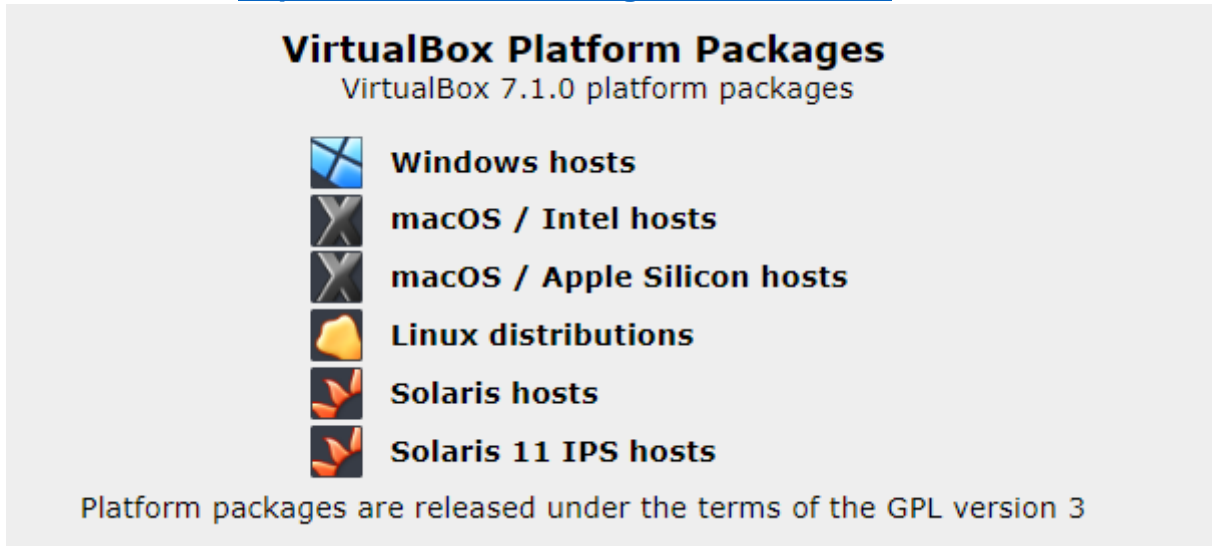 VirtualBox Platform Packages
VirtualBox 7.1.0 platform packages
Windows hosts
macOS / Intel hosts
macOS / Apple Silicon hosts
Linux distributions
Solaris hosts
Solaris 11 IPS hosts
Platform packages are released under the terms of the GPL version 3